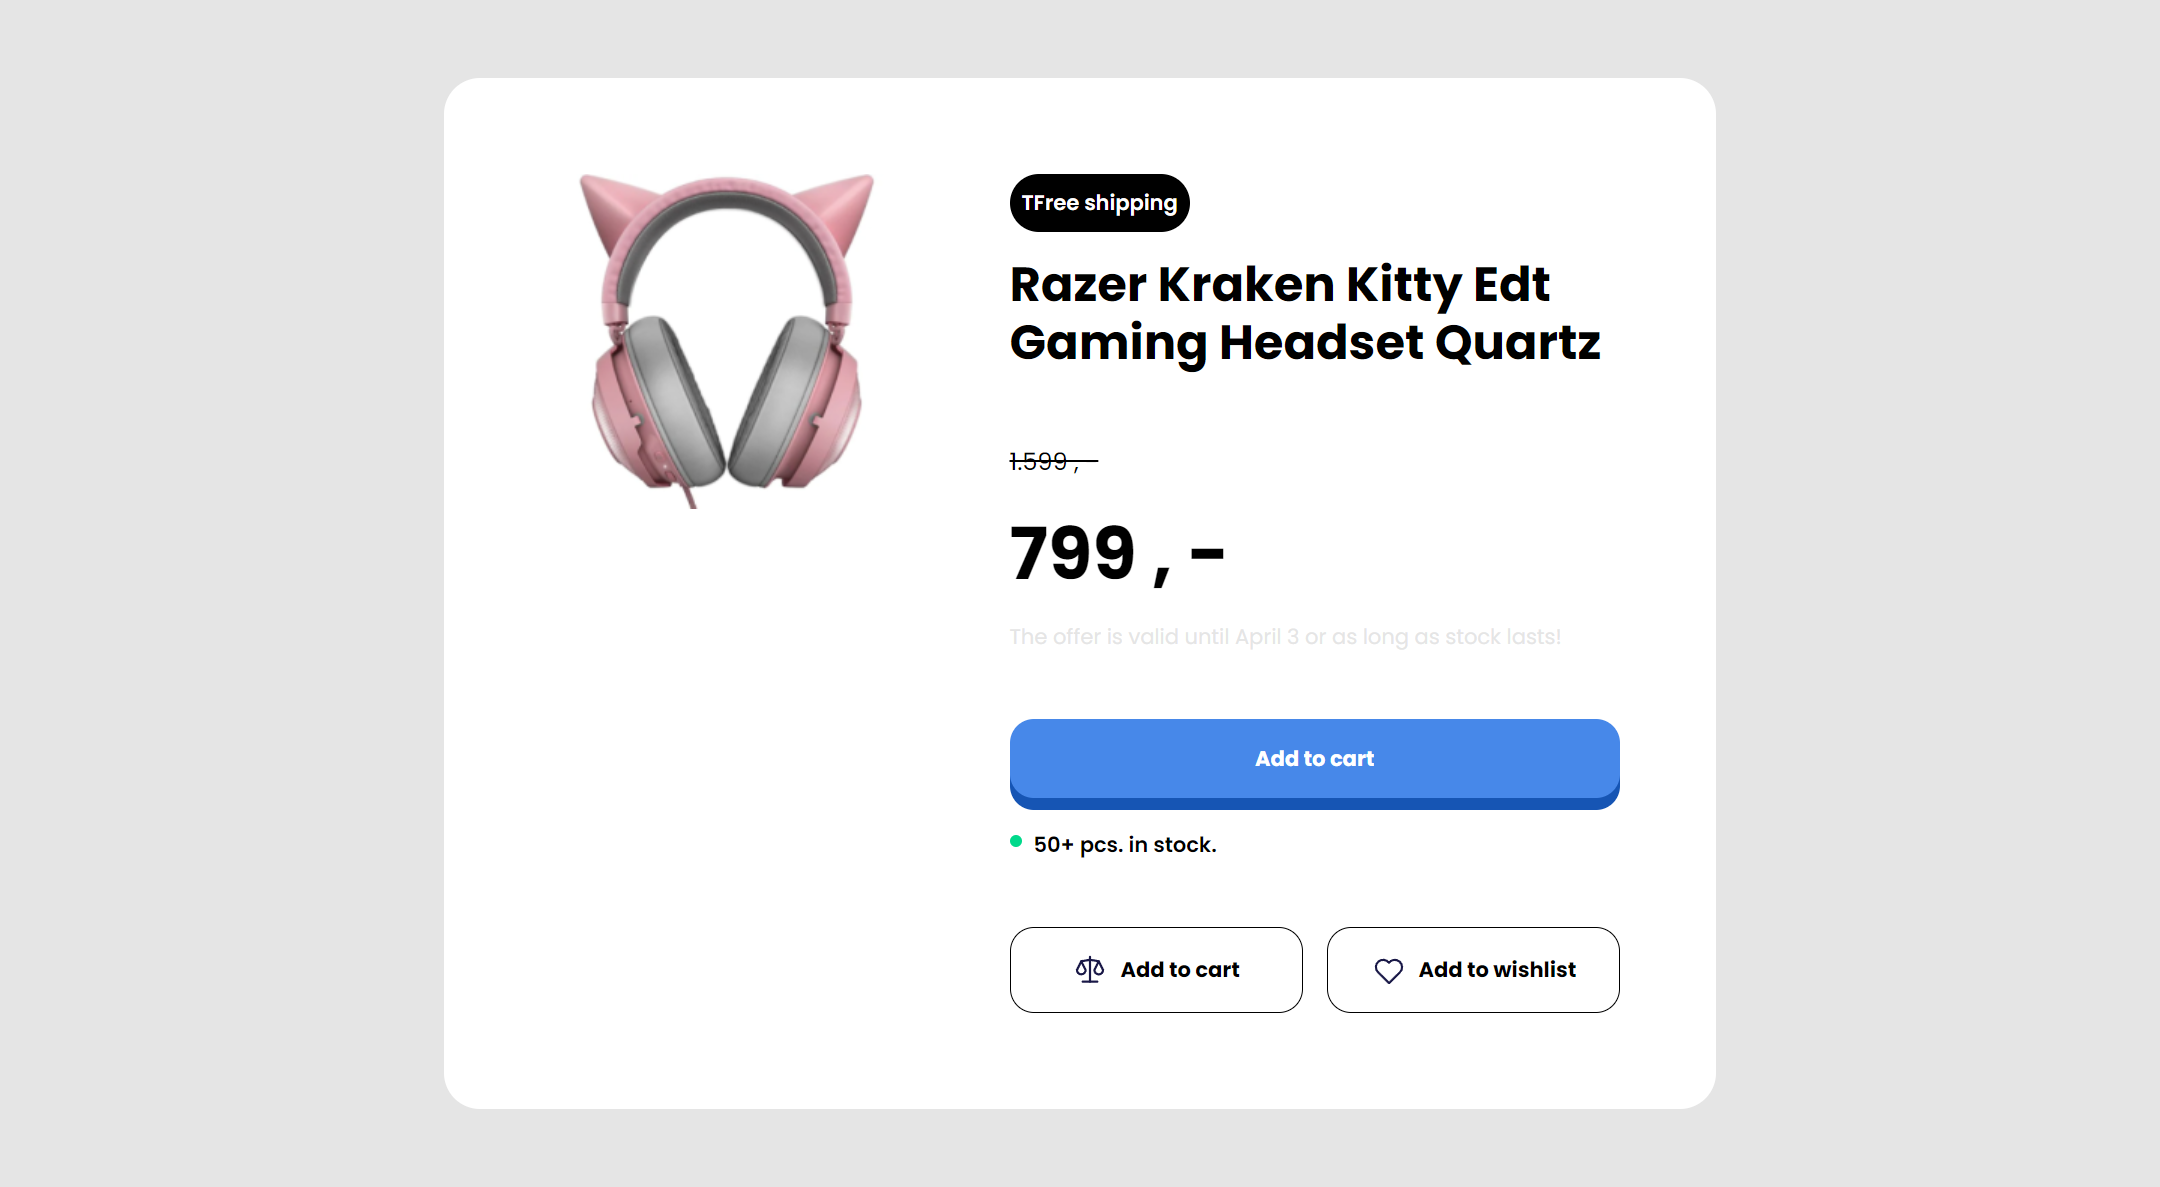 TFree shipping
Razer Kraken Kitty Edt
Gaming Headset Quartz
1.599 , –
799 , -
The offer is valid until April 3 or as long as stock lasts!
Add to cart
50+ pcs. in stock.
Add to cart
Add to wishlist